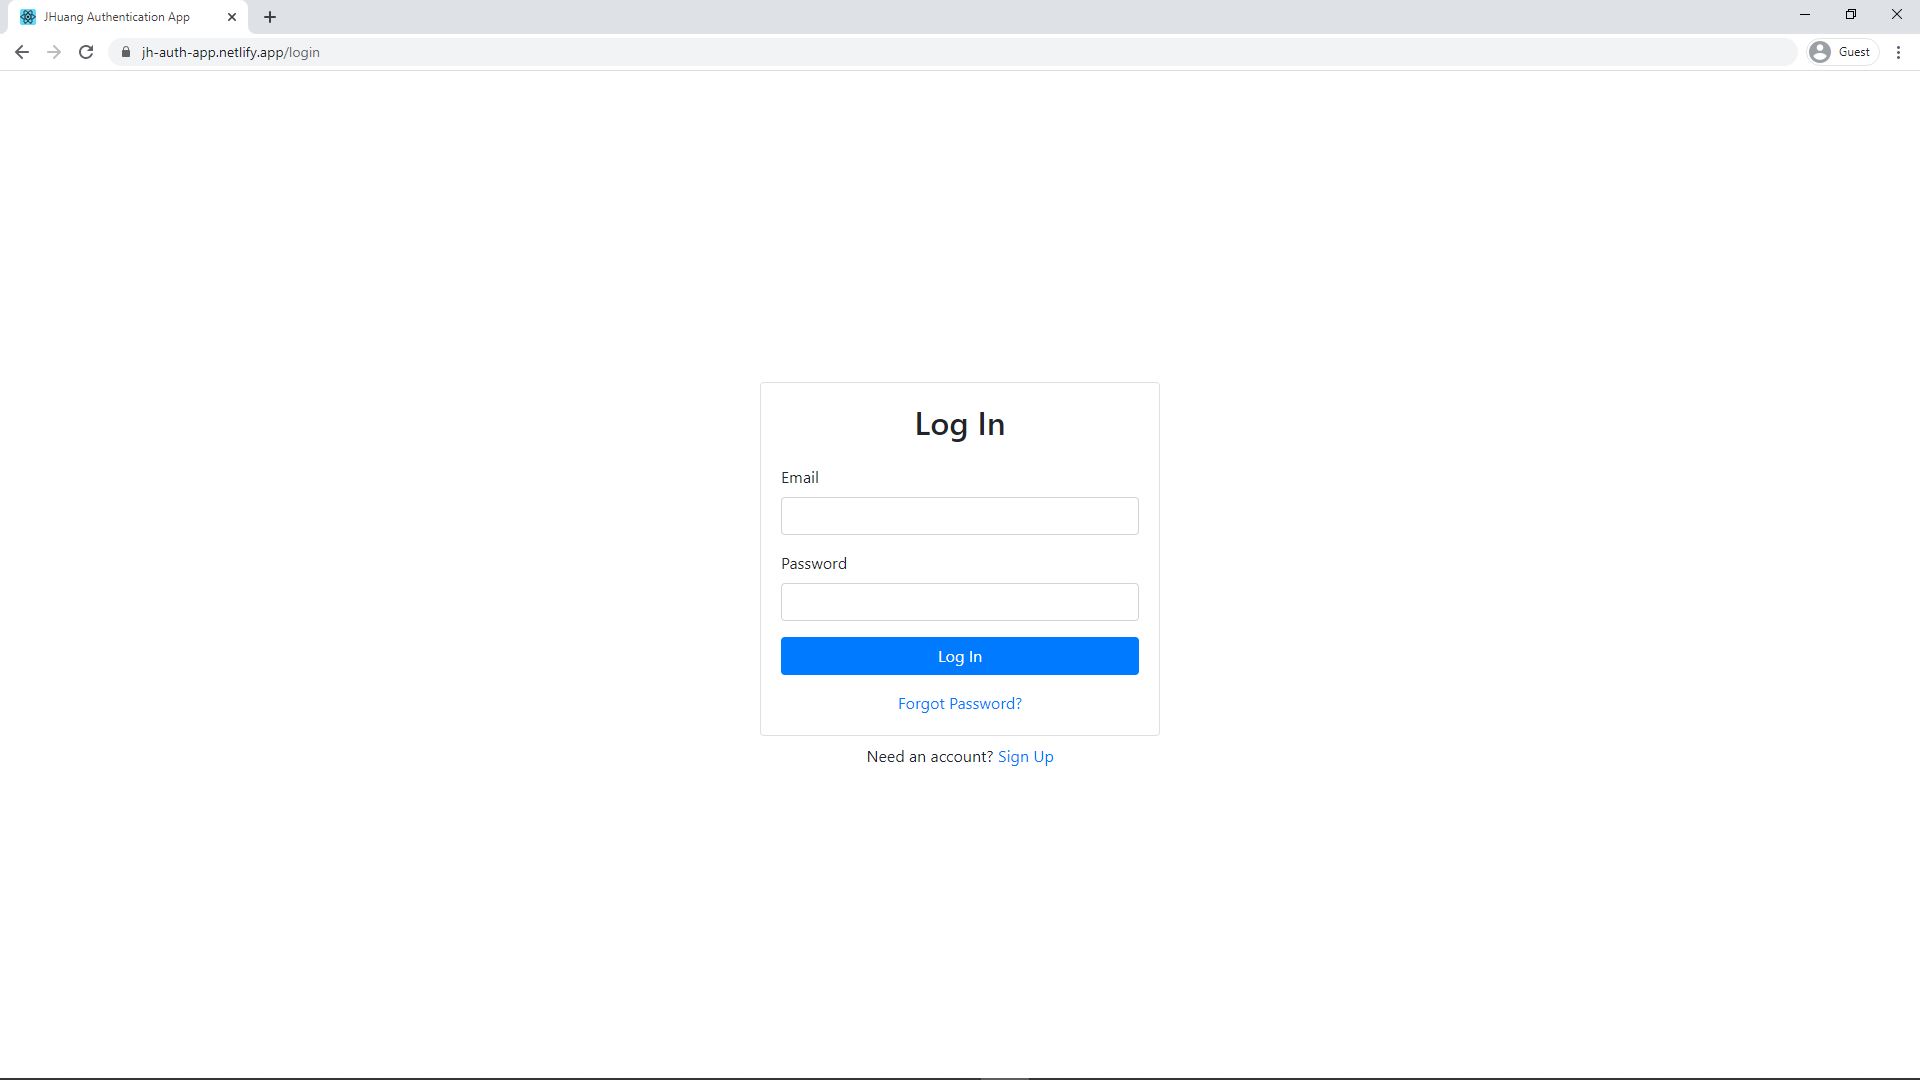 JHuang Authentication App
jh-auth-app.netlify.app/login
Guest
Log In
Email
Password
Log In
Forgot Password?
Need an account? Sign Up